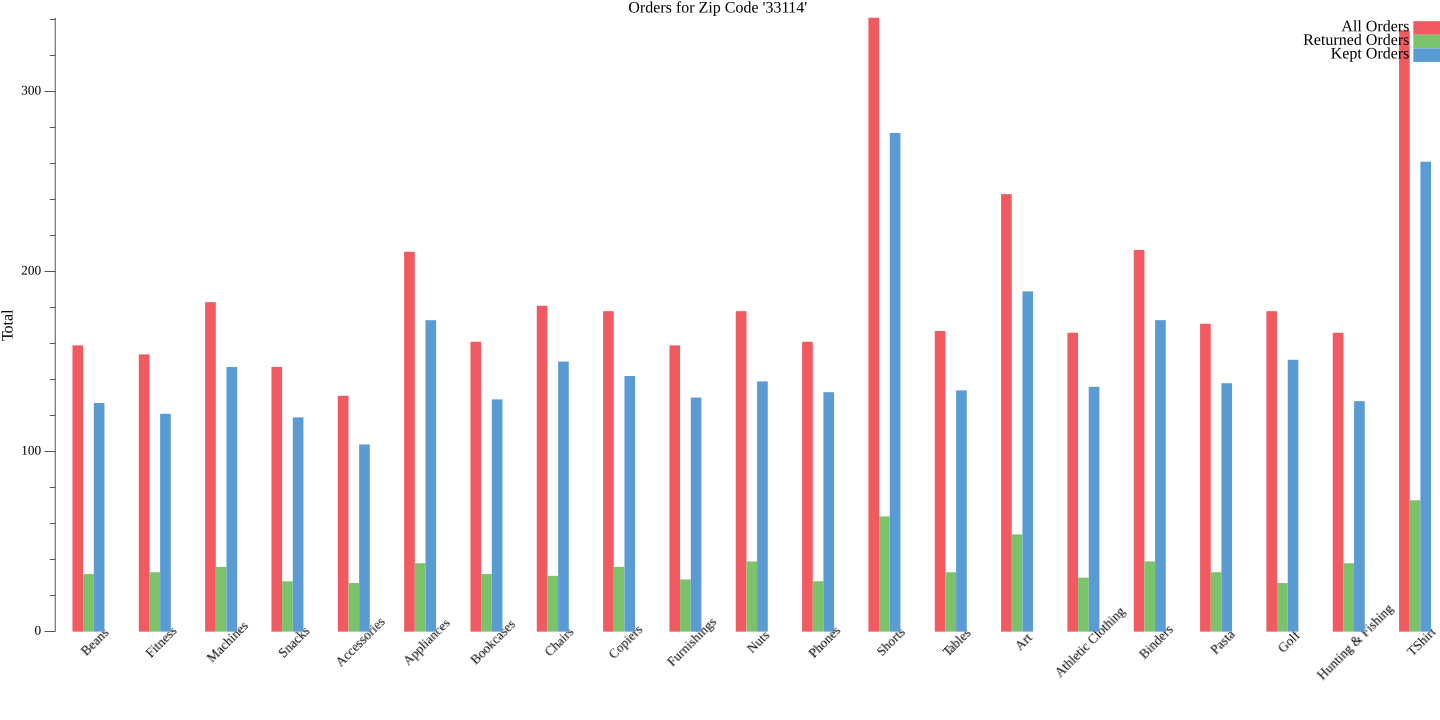 Orders for Zip Code '33114'
All Orders
Returned Orders
Kept Orders
Total
300
200
100
0
Beans
Fitness
Machines
Snacks
Accessories
Appliances
Bookcases
Chairs
Copiers
Furnishings
Nuts
Phones
Shorts
Tables
Art
Athletic Clothing
Binders
Pasta
Golf
Hunting & Fishing
TShirt